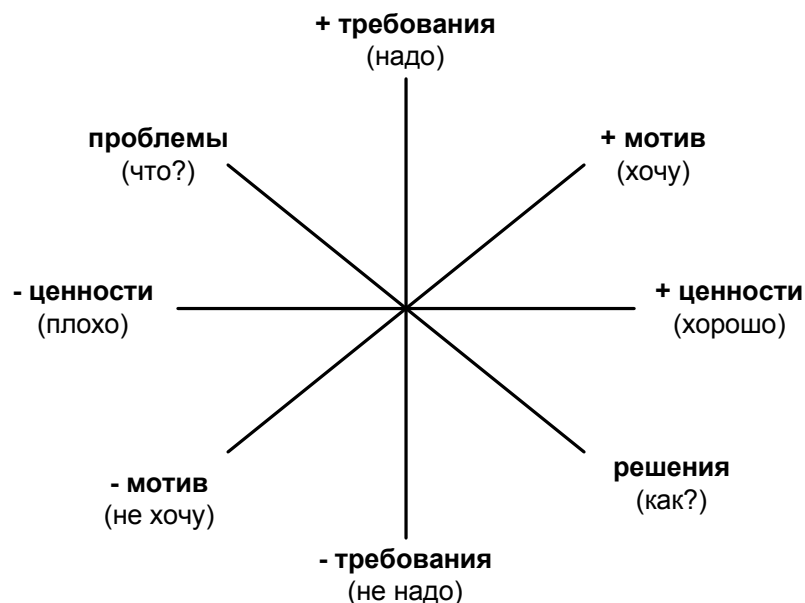 + требования
(надо)
проблемы
(что?)
+ мотив
(хочу)
- ценности
(плохо)
+ ценности
(хорошо)
- мотив
(не хочу)
решения
(как?)
- требования
(не надо)